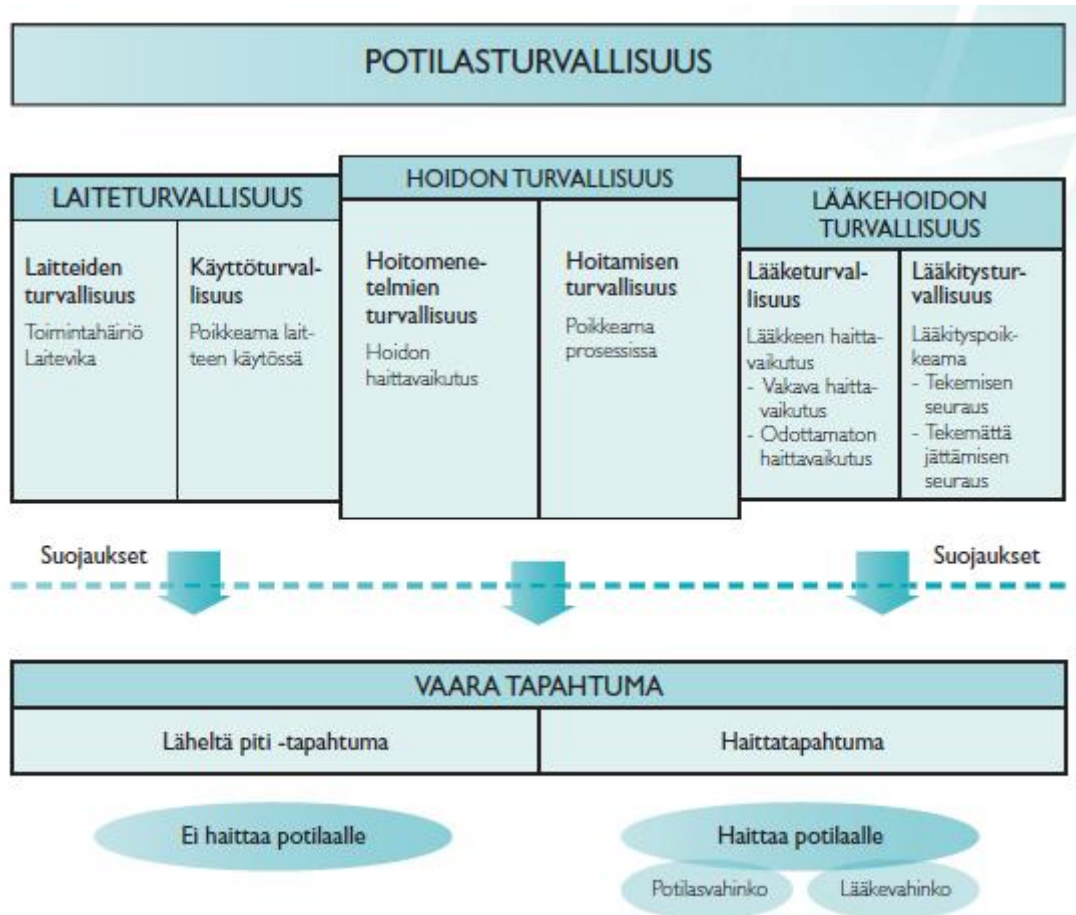 POTILASTURVALLISUUS
LAITETURVALLISUUS
Laitteiden
turvallisuus
Toimintahäiriö
Laitevika
Käyttöturval-
lisuus
Poikkeama lait-
teen käytössä
HOIDON TURVALLISUUS
Hoitomene-
telmien
turvallisuus
Hoidon
haittavaikutus
Hoitamisen
turvallisuus
Poikkeama
prosessissa
LÄÄKEHOIDON
TURVALLISUUS
Lääketurval-
lisuus
Lääkkeen haitta-
vaikutus
- Vakava haitta-
vaikutus
- Odottamaton
haittavaikutus
Lääkitystur-
vallisuus
Lääkityspoik-
keama
- Tekemisen
seuraus
- Tekemättä
jättämisen
seuraus
Suojaukset
Suojaukset
VAARA TAPAHTUMA
Läheltä piti -tapahtuma
Haittatapahtuma
Ei haittaa potilaalle
Haittaa potilaalle
Potilasvahinko
Lääkevahinko